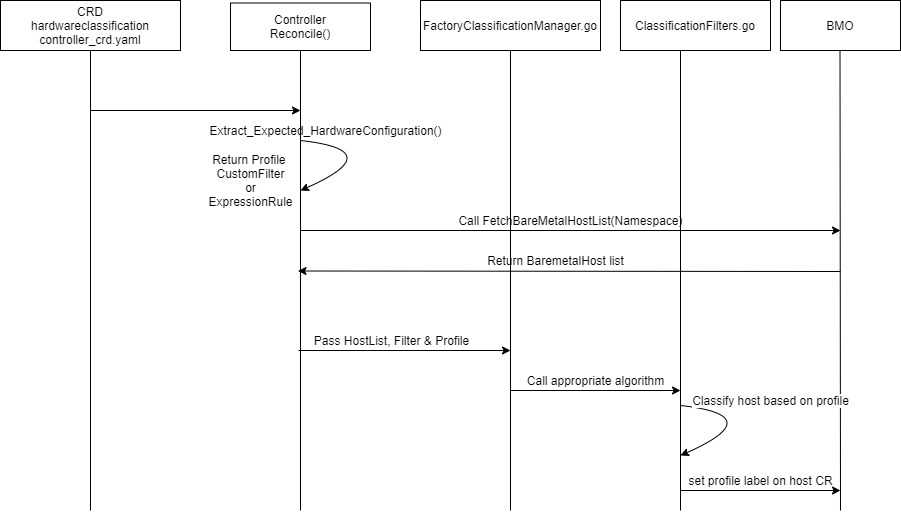 CRD
hardwareclassification
controller_crd.yaml
Controller
Reconcile()
FactoryClassificationManager.go
ClassificationFilters.go
BMO
Extract_Expected_HardwareConfiguration()
Return Profile
CustomFilter
or
ExpressionRule
Call FetchBareMetalHostList(Namespace)
Return BaremetalHost list
Pass HostList, Filter & Profile
Call appropriate algorithm
Classify host based on profile
set profile label on host CR